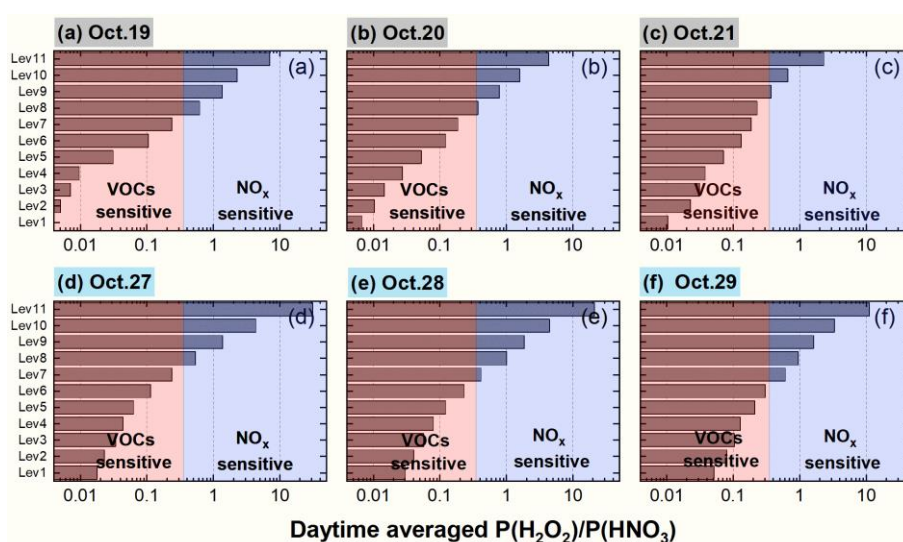 (a) Oct.19
(b) Oct.20
(c) Oct.21
Lev11
Lev10
Lev9
Lev8
Lev7
Lev6
Lev5
Lev4
Lev3
Lev2
Lev1
(a)
VOCs
sensitive
NOₓ
sensitive
0.01 0.1 1 10
(b)
VOCs
sensitive
NOₓ
sensitive
0.01 0.1 1 10
(c)
VOCs
sensitive
NOₓ
sensitive
0.01 0.1 1 10
(d) Oct.27
(e) Oct.28
(f) Oct.29
Lev11
Lev10
Lev9
Lev8
Lev7
Lev6
Lev5
Lev4
Lev3
Lev2
Lev1
(d)
VOCs
sensitive
NOₓ
sensitive
0.01 0.1 1 10
(e)
VOCs
sensitive
NOₓ
sensitive
0.01 0.1 1 10
(f)
VOCs
sensitive
NOₓ
sensitive
0.01 0.1 1 10
Daytime averaged P(H₂O₂)/P(HNO₃)